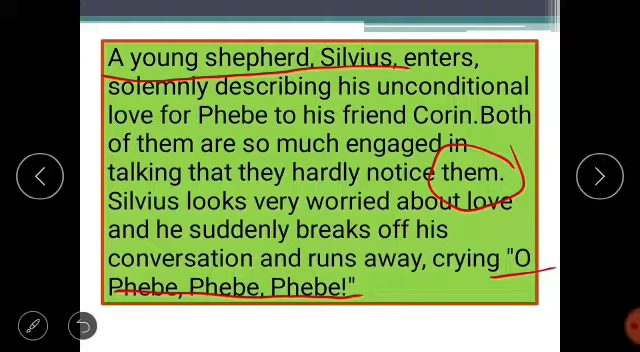 A young shepherd, Silvius, enters,
solemnly describing his unconditional
love for Phebe to his friend Corin.Both
of them are so much engaged in
talking that they hardly notice them.
Silvius looks very worried about love
and he suddenly breaks off his
conversation and runs away, crying "O
Phebe, Phebe, Phebe!"